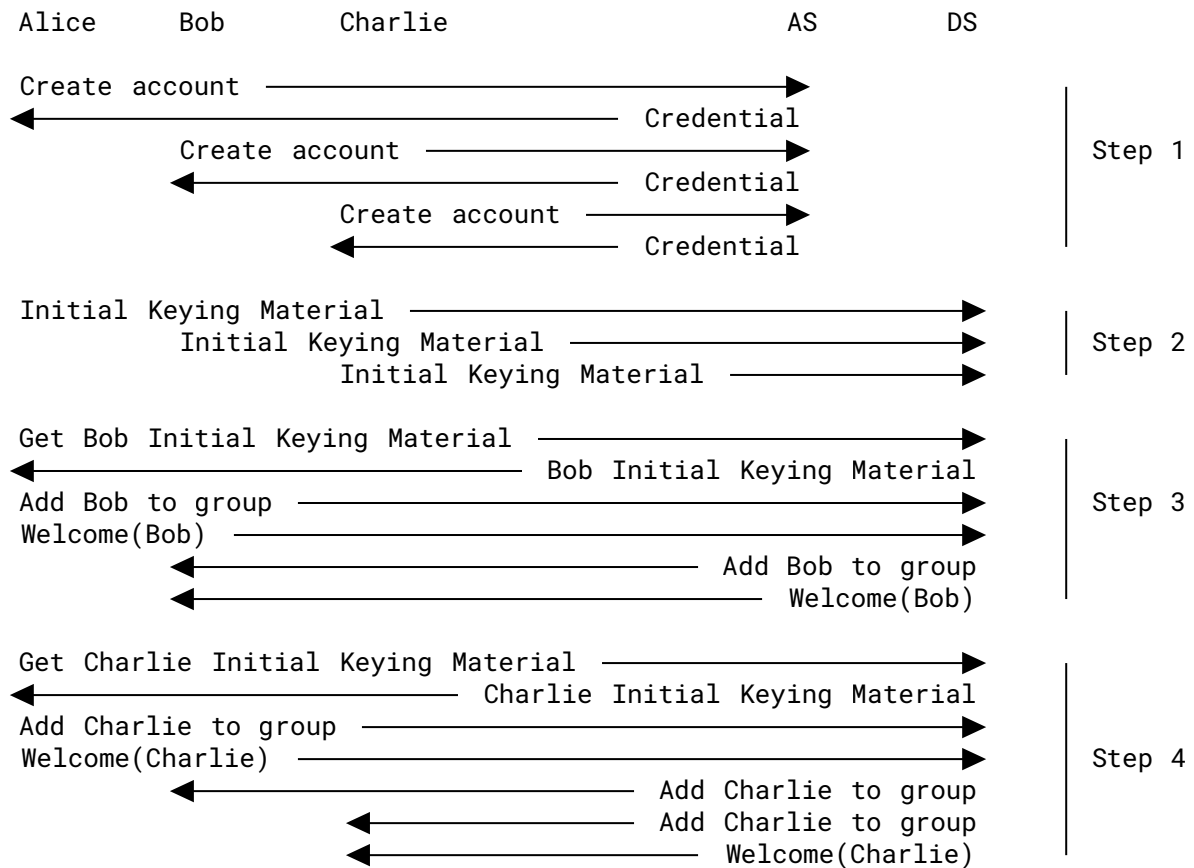 Alice Bob Charlie AS DS
Create account
Credential
Create account Step 1
Credential
Create account
Credential
Initial Keying Material
Initial Keying Material Step 2
Initial Keying Material
Get Bob Initial Keying Material
Bob Initial Keying Material
Add Bob to group Step 3
Welcome(Bob)
Add Bob to group
Welcome(Bob)
Get Charlie Initial Keying Material
Charlie Initial Keying Material
Add Charlie to group
Welcome(Charlie) Step 4
Add Charlie to group
Add Charlie to group
Welcome(Charlie)